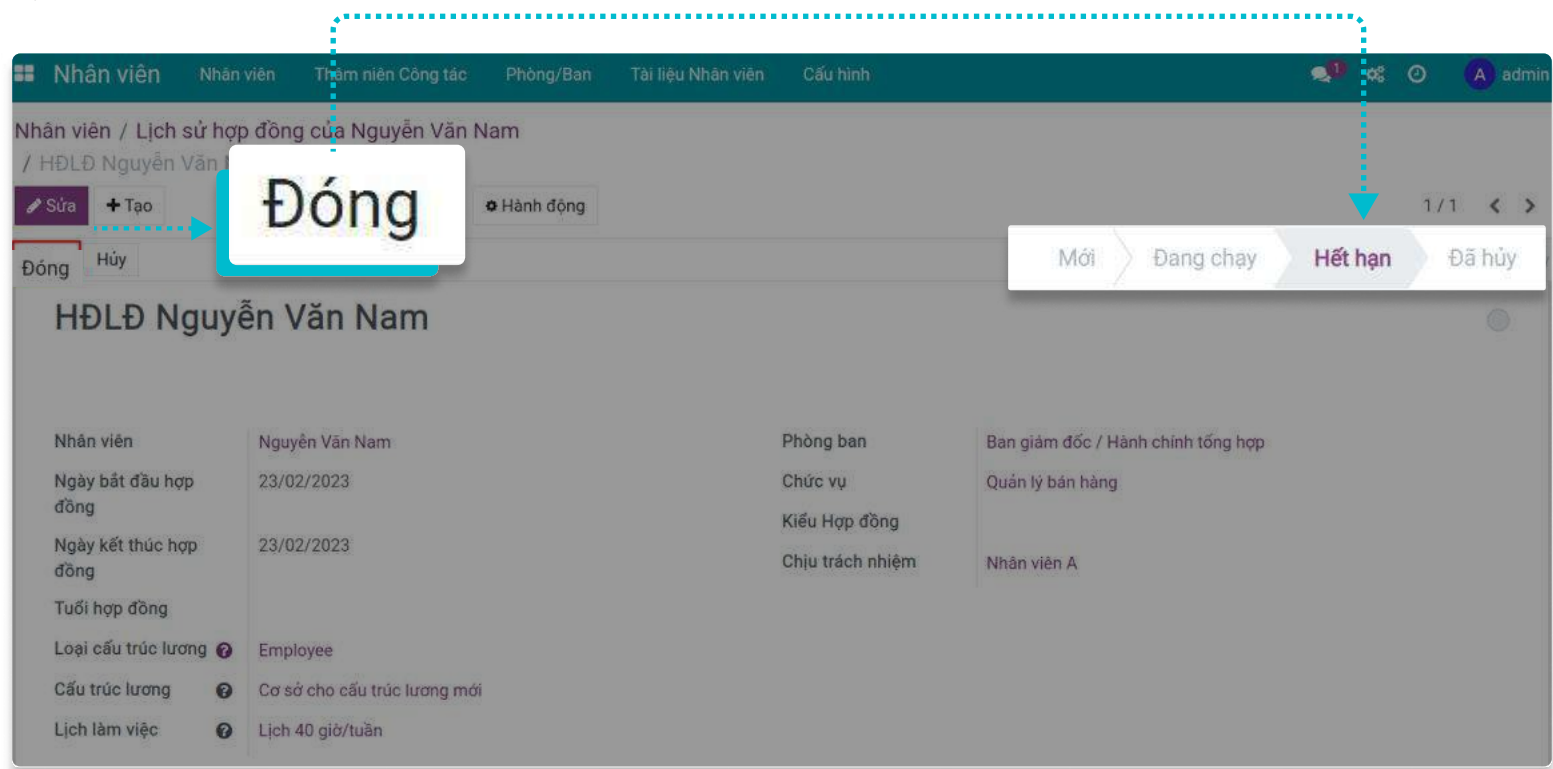 Nhân viên Nhân viên Thâm niên Công tác Phòng/Ban Tài liệu Nhân viên Cấu hình 1 A admin
Nhân viên / Lịch sử hợp đồng của Nguyễn Văn Nam
/ HĐLĐ Nguyễn Văn
Sửa Tạo Đóng Hành động 1 / 1
Đóng Hủy Mới Đang chạy Hết hạn Đã hủy
HĐLĐ Nguyễn Văn Nam
Nhân viên Nguyễn Văn Nam Phòng ban Ban giám đốc / Hành chính tổng hợp
Ngày bắt đầu hợp đồng 23/02/2023 Chức vụ Quản lý bán hàng
Kiểu Hợp đồng
Ngày kết thúc hợp đồng 23/02/2023 Chịu trách nhiệm Nhân viên A
Tuổi hợp đồng
Loại cấu trúc lương Employee
Cấu trúc lương Cơ sở cho cấu trúc lương mới
Lịch làm việc Lịch 40 giờ/tuần